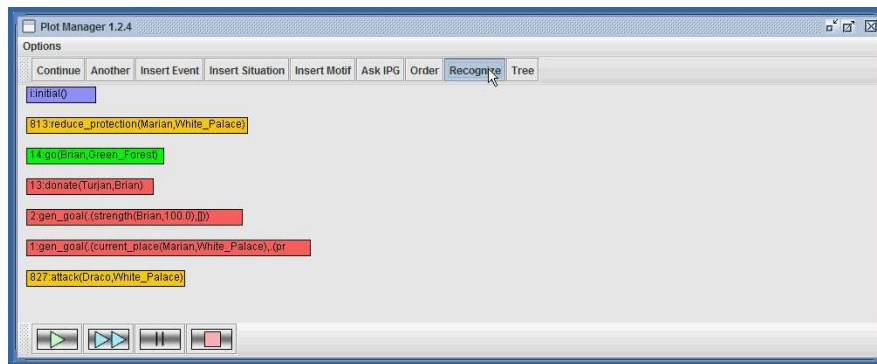 Plot Manager 1.2.4
Options
Continue Another Insert Event Insert Situation Insert Motif Ask IPG Order Recognize Tree
i:initial()
813:reduce_protection(Marian,White_Palace)
14:go(Brian,Green_Forest)
13:donate(Turjan,Brian)
2:gen_goal(.(strength(Brian,100.0),[]))
1:gen_goal(.(current_place(Marian,White_Palace),.(pr
827:attack(Draco,White_Palace)